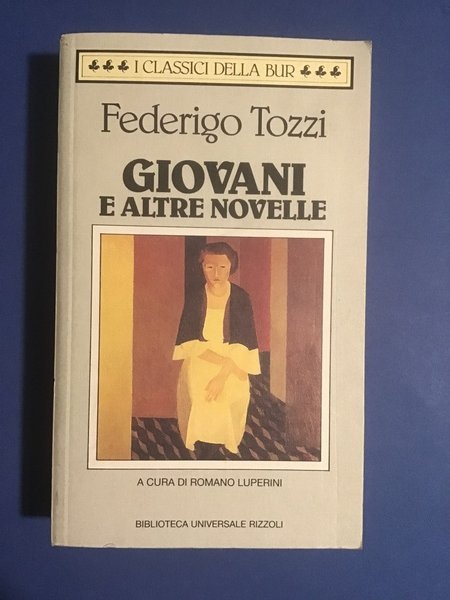 I CLASSICI DELLA BUR
Federigo Tozzi
GIOVANI
E ALTRE NOVELLE
A CURA DI ROMANO LUPERINI
BIBLIOTECA UNIVERSALE RIZZOLI